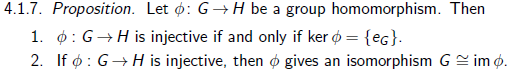 4.1.7. Proposition. Let ϕ: G → H be a group homomorphism. Then
1. ϕ : G → H is injective if and only if ker ϕ = {e_G}.
2. If ϕ : G → H is injective, then ϕ gives an isomorphism G ≅ im ϕ.